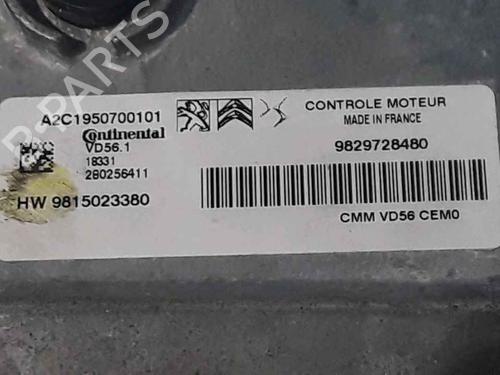 A2C1950700101
Continental
VD56.1
18331
280256411
HW 9815023380
CONTROLE MOTEUR
MADE IN FRANCE
9829728480
CMM VD56 CEM0
B-PARTS